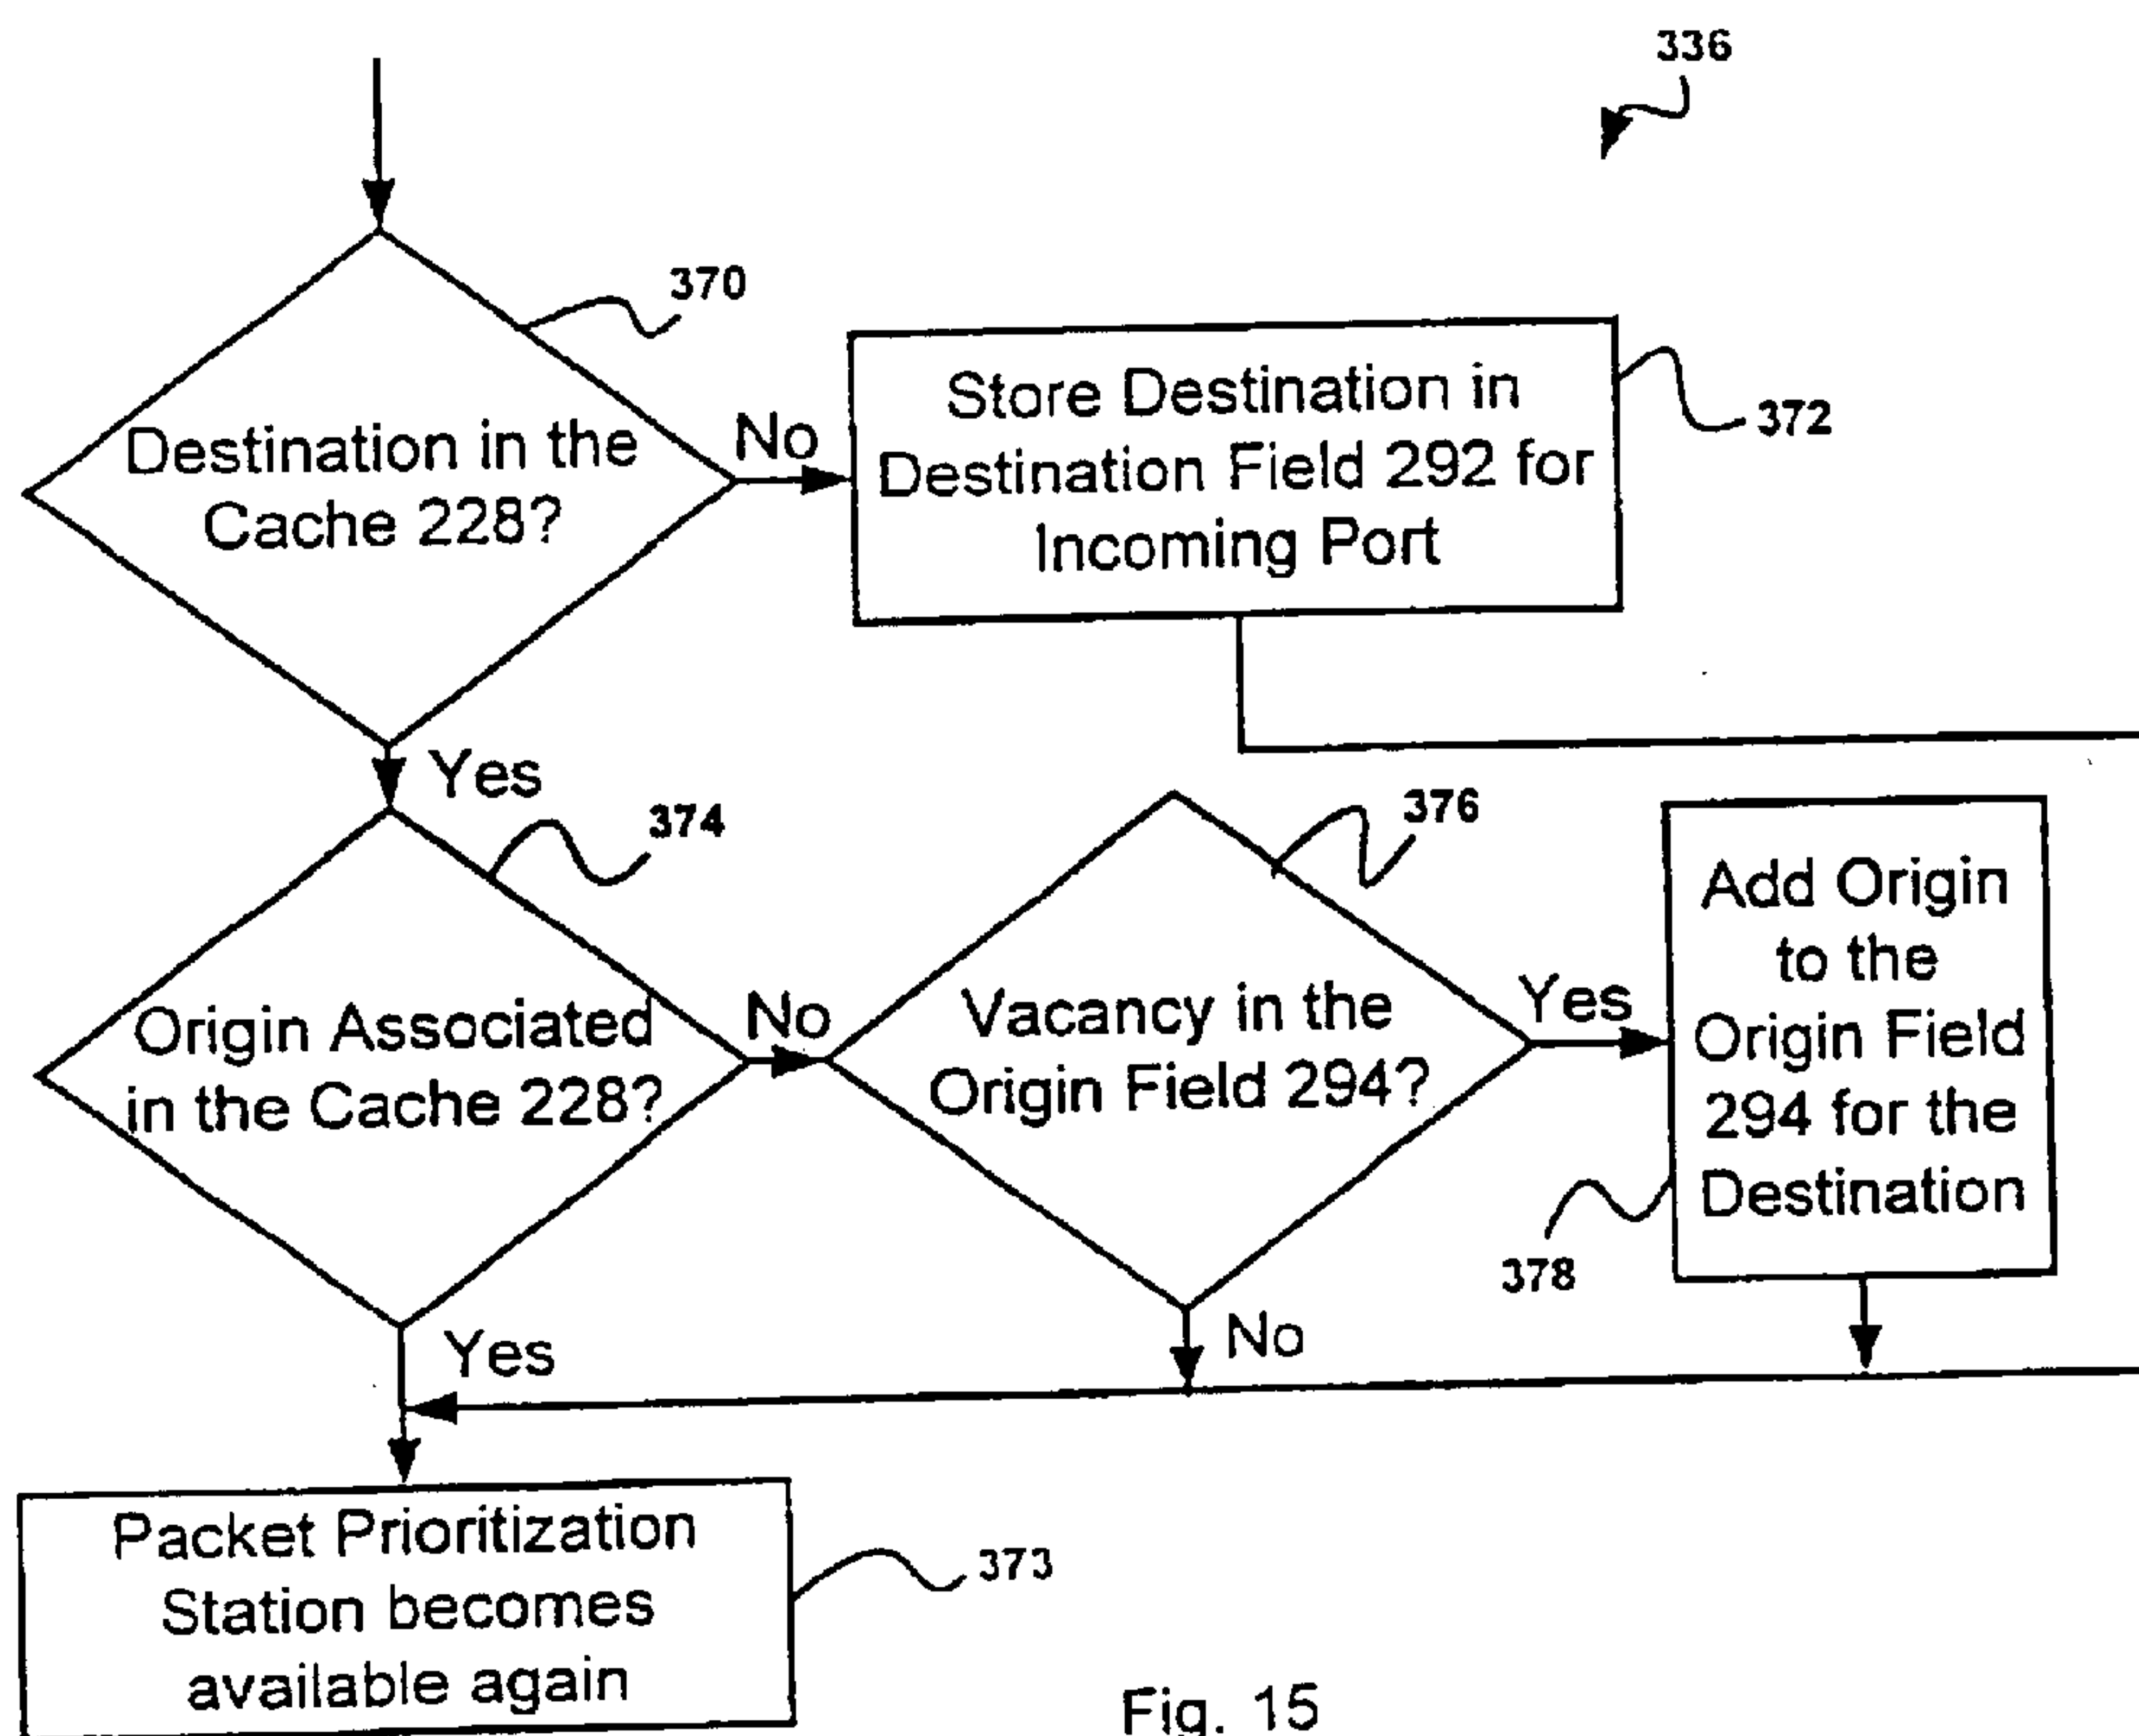 336
370
Destination in the
Cache 228?
No
Store Destination in
Destination Field 292 for
Incoming Port
372
Yes
374
Origin Associated
in the Cache 228?
No
376
Vacancy in the
Origin Field 294?
Yes
Add Origin
to the
Origin Field
294 for the
Destination
378
Yes
No
Packet Prioritization
Station becomes
available again
373
Fig. 15